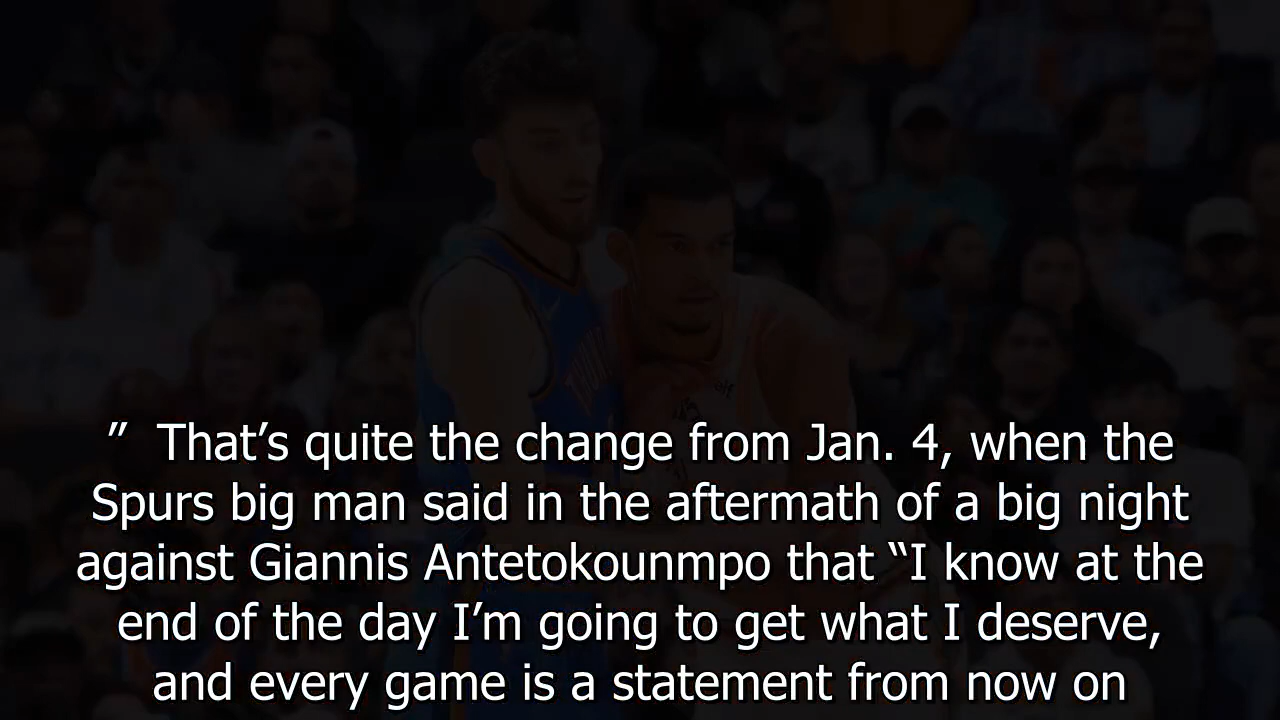 ”  That’s quite the change from Jan. 4, when the
Spurs big man said in the aftermath of a big night
against Giannis Antetokounmpo that “I know at the
end of the day I’m going to get what I deserve,
and every game is a statement from now on